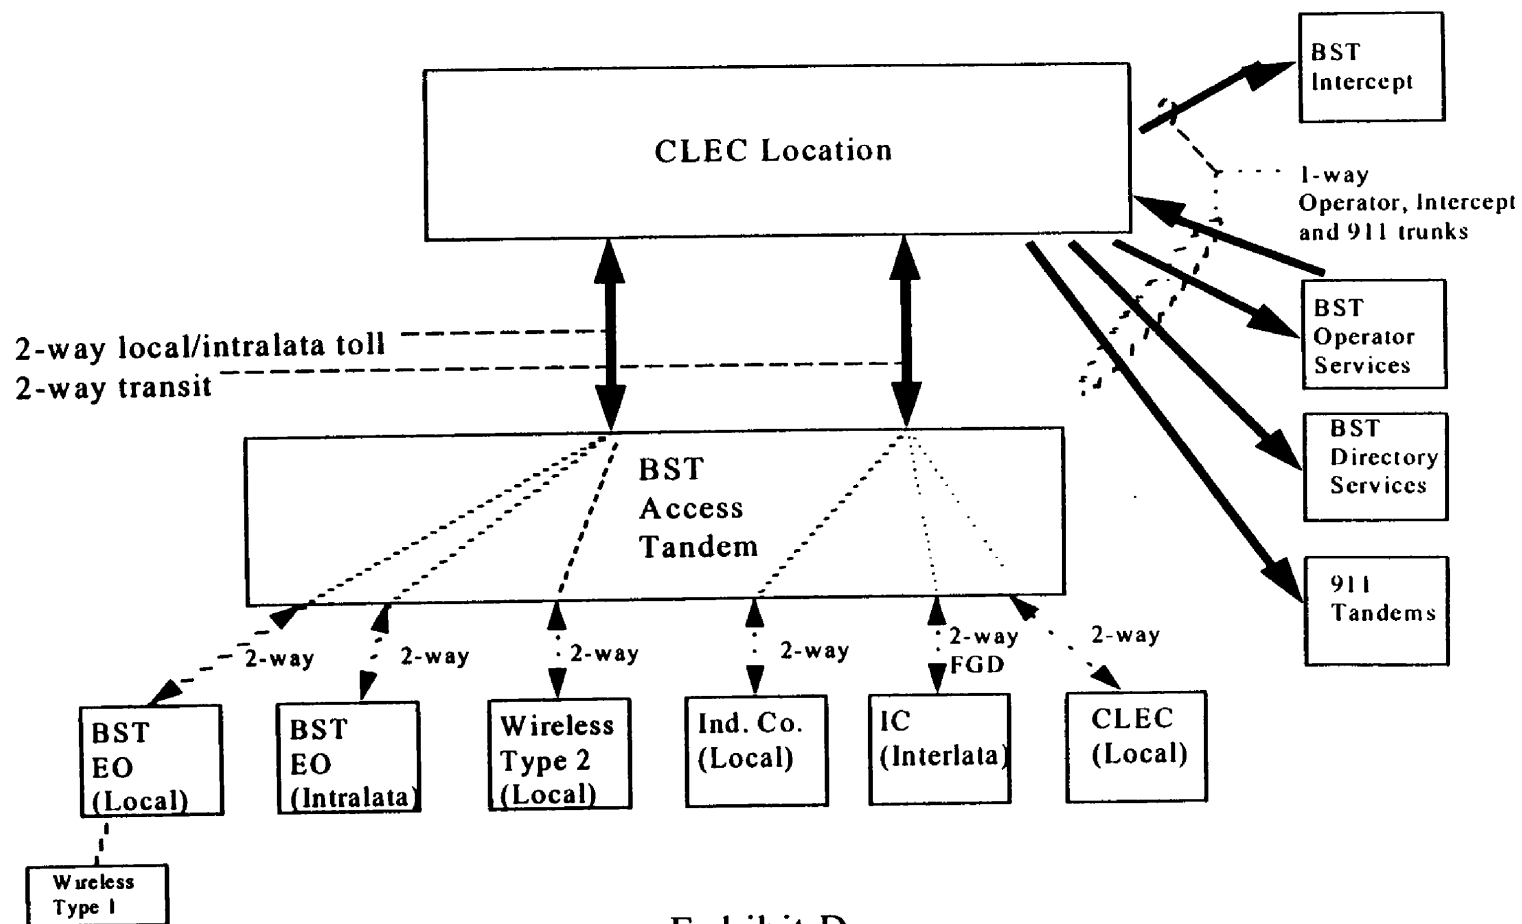 BST
Intercept
CLEC Location
1-way
Operator, Intercept
and 911 trunks
BST
Operator
Services
2-way local/intralata toll
2-way transit
BST
Directory
Services
BST
Access
Tandem
911
Tandems
2-way
2-way
2-way
2-way
2-way
FGD
2-way
BST
EO
(Local)
BST
EO
(Intralata)
Wireless
Type 2
(Local)
Ind. Co.
(Local)
IC
(Interlata)
CLEC
(Local)
Wireless
Type 1
Exhibit D